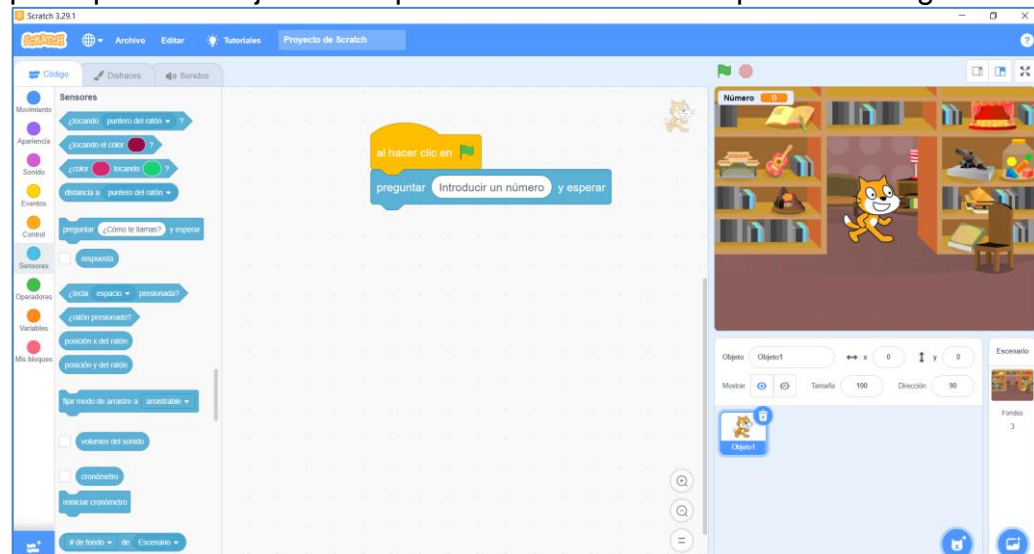 Scratch 3.29.1
SCRATCH Archivo Editar Tutoriales Proyecto de Scratch
Código Disfraces Sonidos
Movimiento
Apariencia
Sonido
Eventos
Control
Sensores
Operadores
Variables
Mis bloques
Sensores
¿tocando puntero del ratón ?
¿tocando el color ?
¿color tocando ?
distancia a puntero del ratón
preguntar ¿Cómo te llamas? y esperar
respuesta
¿tecla espacio presionada?
¿ratón presionado?
posición x del ratón
posición y del ratón
fijar modo de arrastre a arrastrable
volumen del sonido
cronómetro
reiniciar cronómetro
# de fondo de Escenario
al hacer clic en
preguntar Introducir un número y esperar
Número 0
Objeto Objeto1 x 0 y 0
Mostrar Tamaño 100 Dirección 90
Objeto1
Escenario
Fondos
3